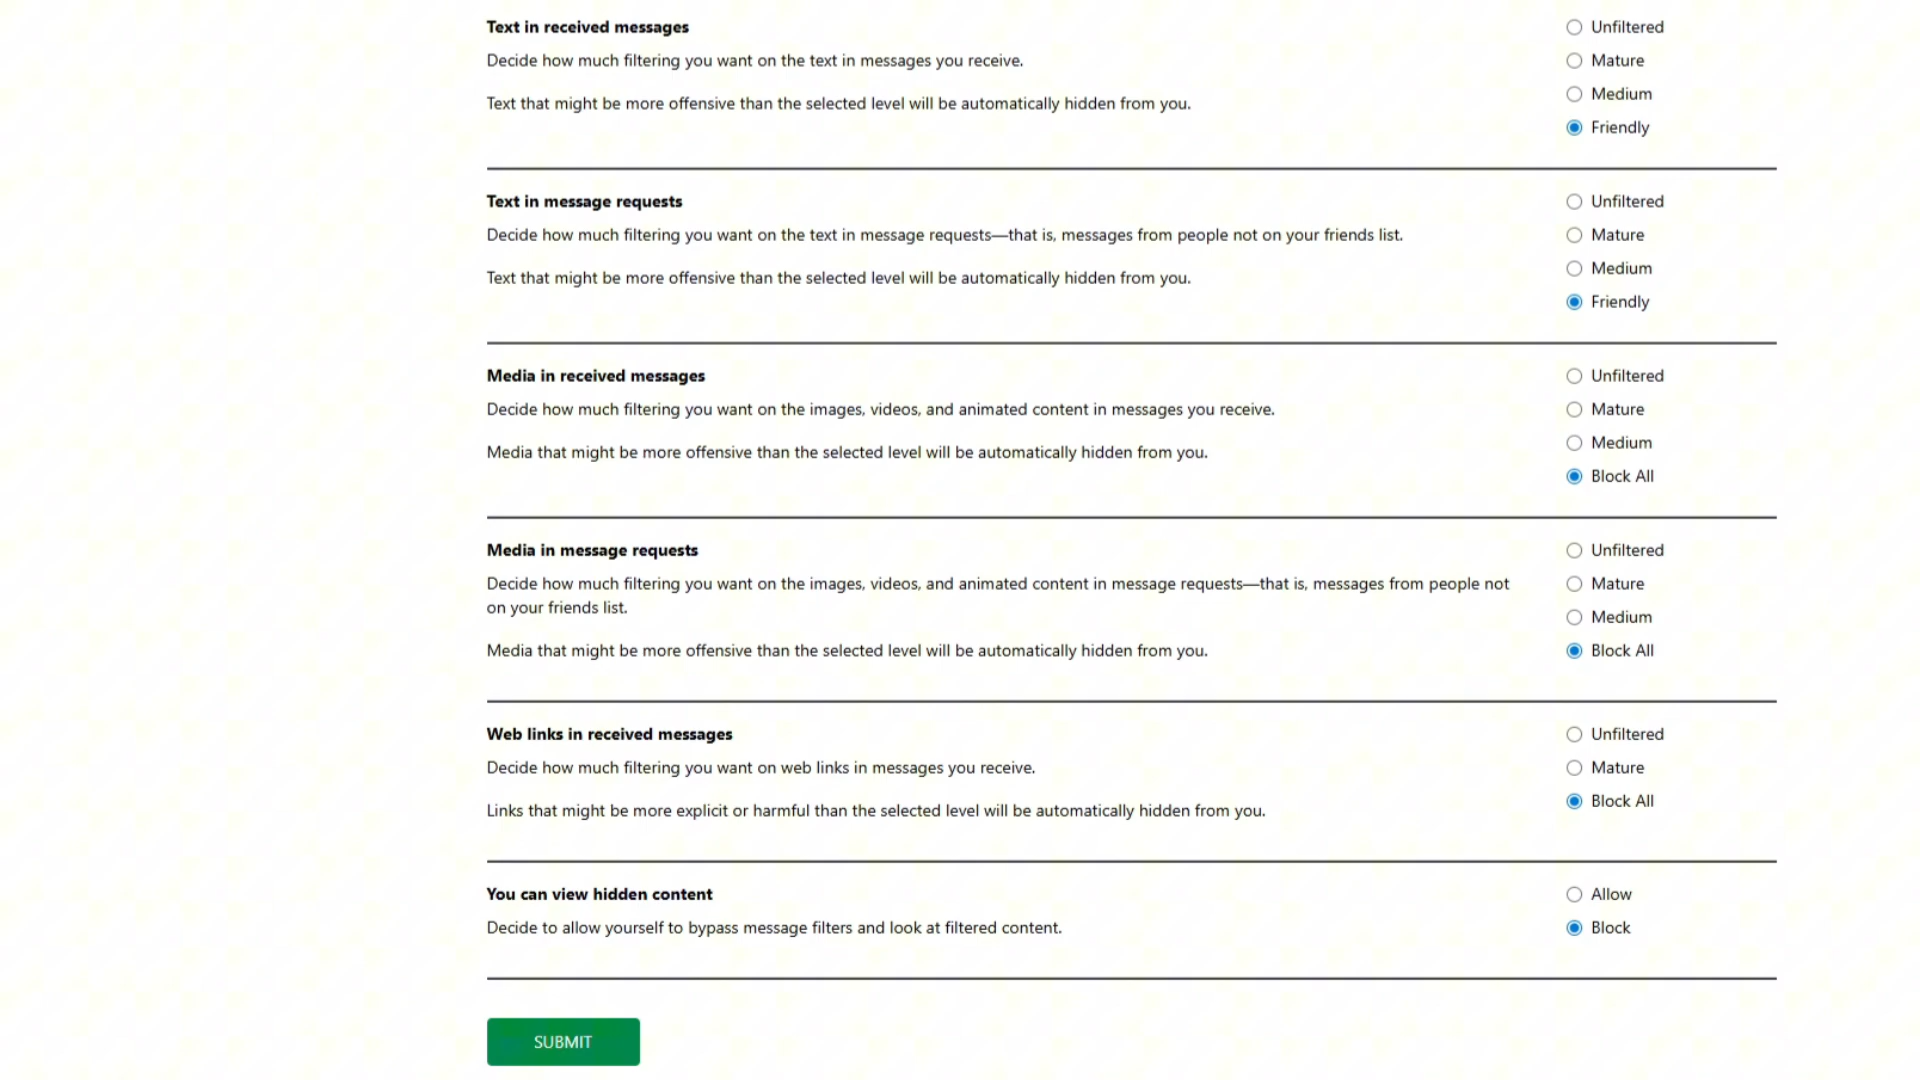 Text in received messages
Unfiltered
Decide how much filtering you want on the text in messages you receive.
Mature
Medium
Text that might be more offensive than the selected level will be automatically hidden from you.
Friendly
Text in message requests
Unfiltered
Decide how much filtering you want on the text in message requests—that is, messages from people not on your friends list.
Mature
Medium
Text that might be more offensive than the selected level will be automatically hidden from you.
Friendly
Media in received messages
Unfiltered
Decide how much filtering you want on the images, videos, and animated content in messages you receive.
Mature
Medium
Media that might be more offensive than the selected level will be automatically hidden from you.
Block All
Media in message requests
Unfiltered
Decide how much filtering you want on the images, videos, and animated content in message requests—that is, messages from people not
on your friends list.
Mature
Medium
Media that might be more offensive than the selected level will be automatically hidden from you.
Block All
Web links in received messages
Unfiltered
Decide how much filtering you want on web links in messages you receive.
Mature
Links that might be more explicit or harmful than the selected level will be automatically hidden from you.
Block All
You can view hidden content
Allow
Decide to allow yourself to bypass message filters and look at filtered content.
Block
SUBMIT